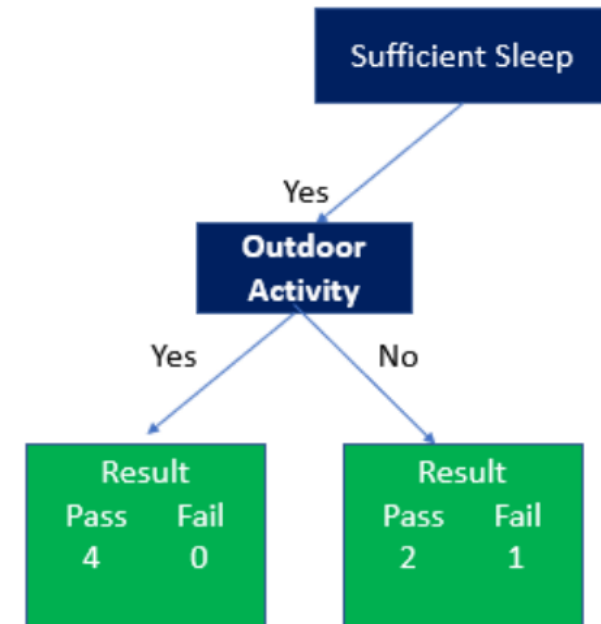 Sufficient Sleep
Yes
Outdoor
Activity
Yes
No
Result
Pass Fail
4 0
Result
Pass Fail
2 1